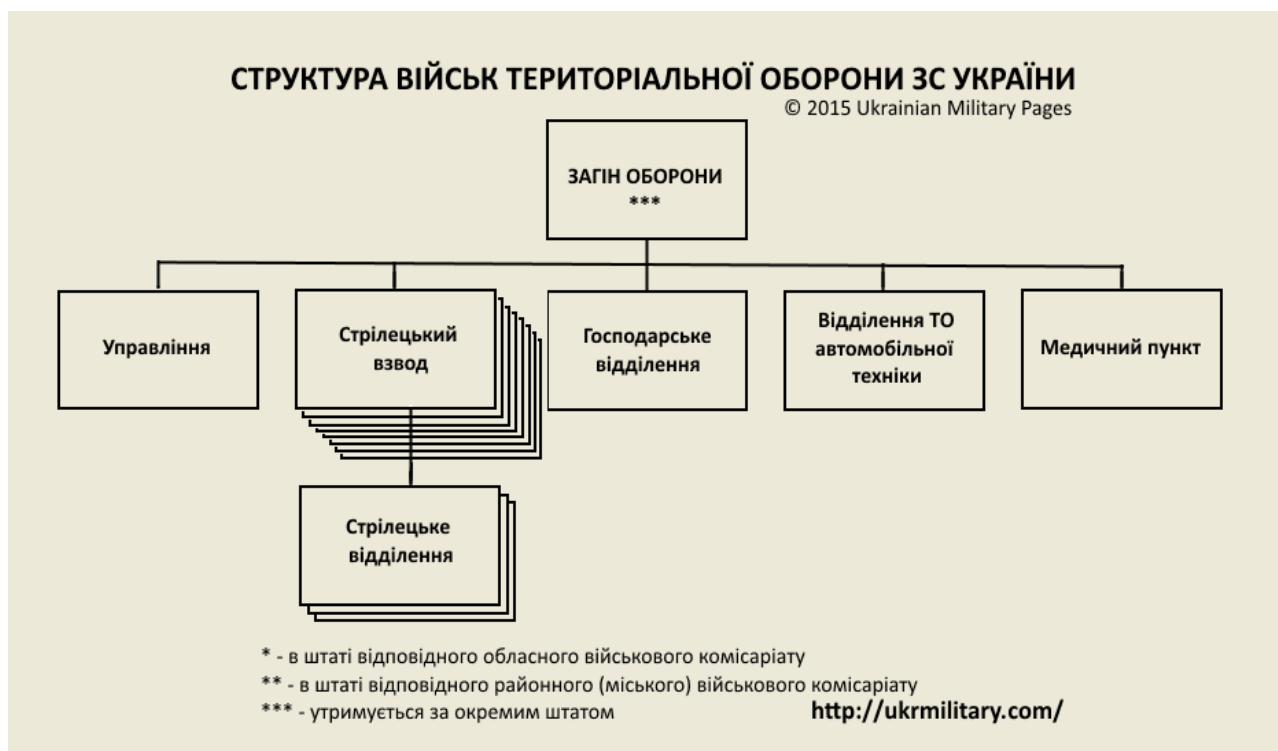 СТРУКТУРА ВІЙСЬК ТЕРИТОРІАЛЬНОЇ ОБОРОНИ ЗС УКРАЇНИ
© 2015 Ukrainian Military Pages
ЗАГІН ОБОРОНИ
***
Управління
Стрілецький
взвод
Господарське
відділення
Відділення ТО
автомобільної
техніки
Медичний пункт
Стрілецьке
відділення
* - в штаті відповідного обласного військового комісаріату
** - в штаті відповідного районного (міського) військового комісаріату
*** - утримується за окремим штатом
http://ukrmilitary.com/